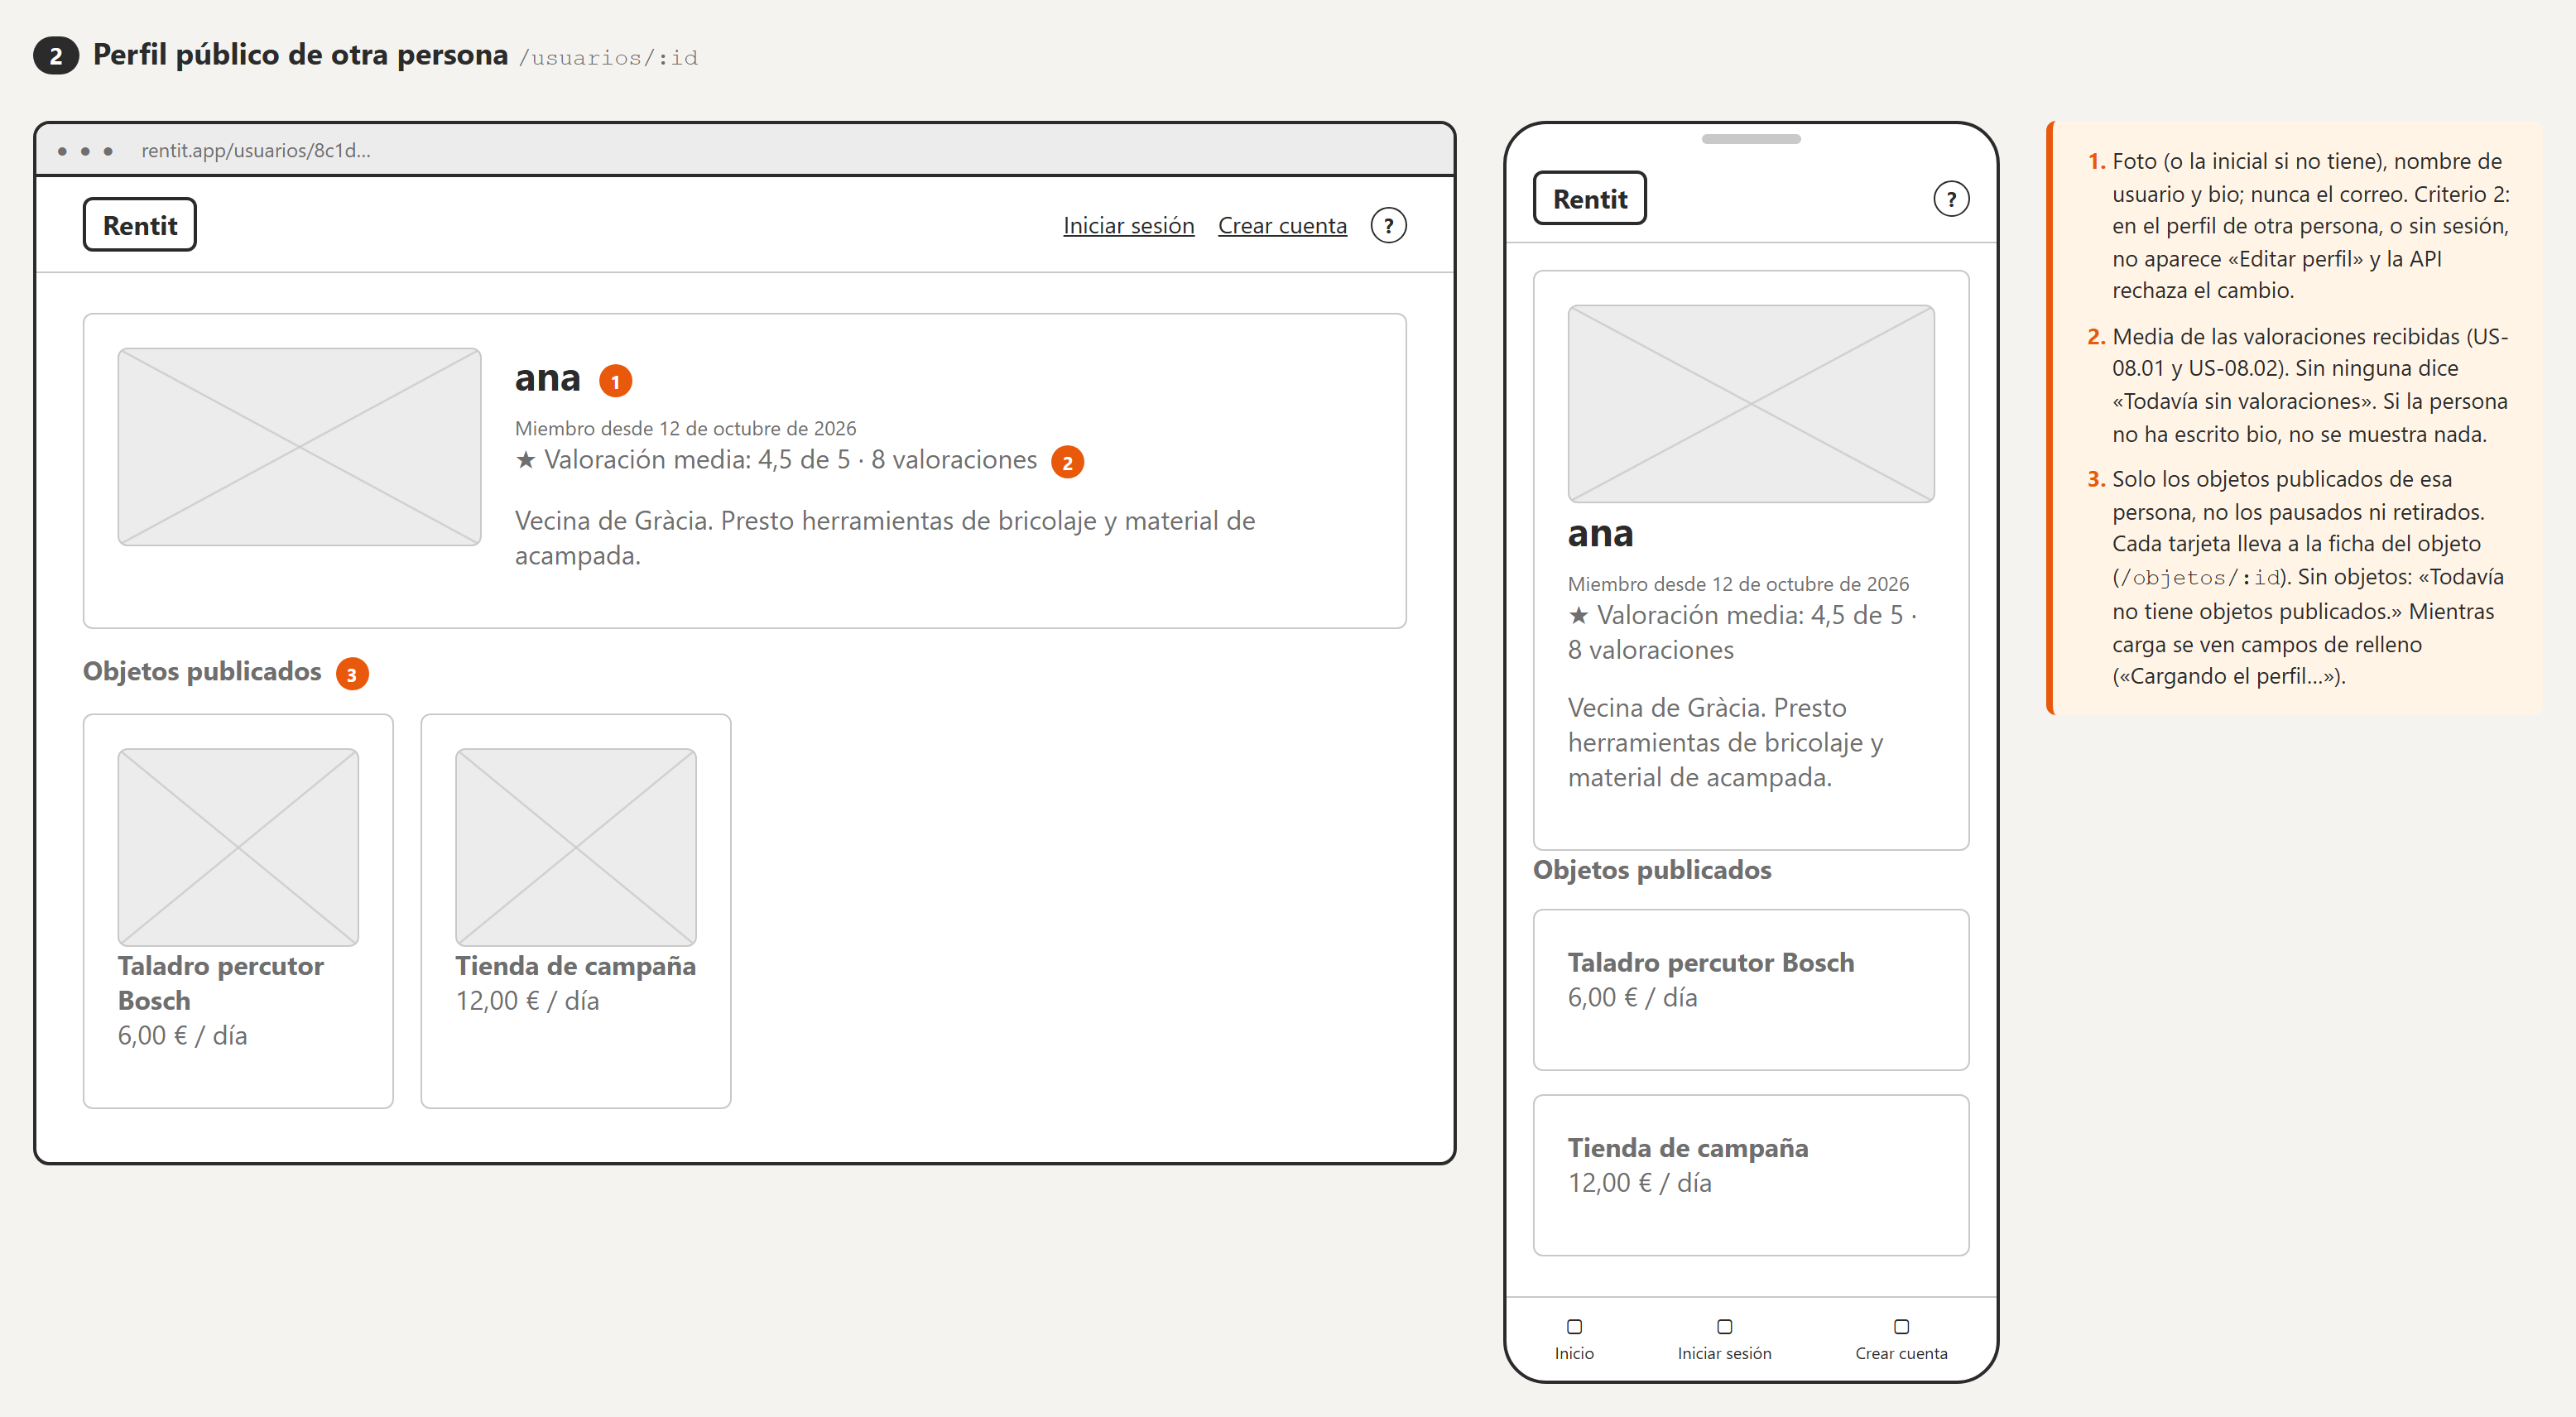 2 Perfil público de otra persona /usuarios/:id
rentit.app/usuarios/8c1d...
Rentit
Iniciar sesión Crear cuenta ?
ana 1
Miembro desde 12 de octubre de 2026
★ Valoración media: 4,5 de 5 · 8 valoraciones 2
Vecina de Gràcia. Presto herramientas de bricolaje y material de
acampada.
Objetos publicados 3
Taladro percutor
Bosch
6,00 € / día
Tienda de campaña
12,00 € / día
Rentit ?
ana
Miembro desde 12 de octubre de 2026
★ Valoración media: 4,5 de 5 ·
8 valoraciones
Vecina de Gràcia. Presto
herramientas de bricolaje y
material de acampada.
Objetos publicados
Taladro percutor Bosch
6,00 € / día
Tienda de campaña
12,00 € / día
Inicio Iniciar sesión Crear cuenta
1. Foto (o la inicial si no tiene), nombre de
usuario y bio; nunca el correo. Criterio 2:
en el perfil de otra persona, o sin sesión,
no aparece «Editar perfil» y la API
rechaza el cambio.
2. Media de las valoraciones recibidas (US-
08.01 y US-08.02). Sin ninguna dice
«Todavía sin valoraciones». Si la persona
no ha escrito bio, no se muestra nada.
3. Solo los objetos publicados de esa
persona, no los pausados ni retirados.
Cada tarjeta lleva a la ficha del objeto
(/objetos/:id). Sin objetos: «Todavía
no tiene objetos publicados.» Mientras
carga se ven campos de relleno
(«Cargando el perfil...»).